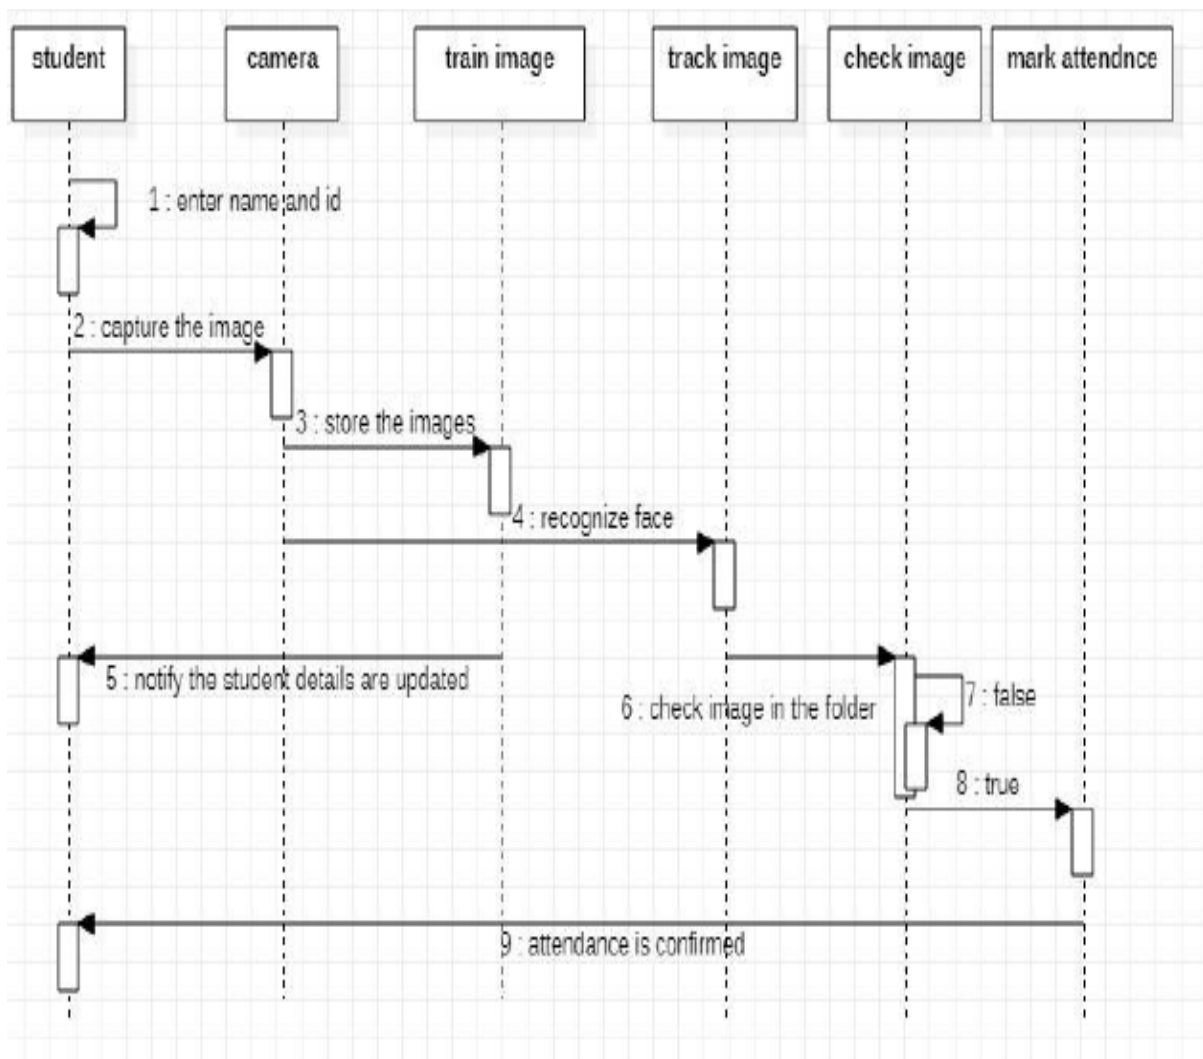 student
camera
train image
track image
check image
mark attendnce
1 : enter name and id
2 : capture the image
3 : store the images
4 : recognize face
5 : notify the student details are updated
6 : check image in the folder
7 : false
8 : true
9 : attendance is confirmed